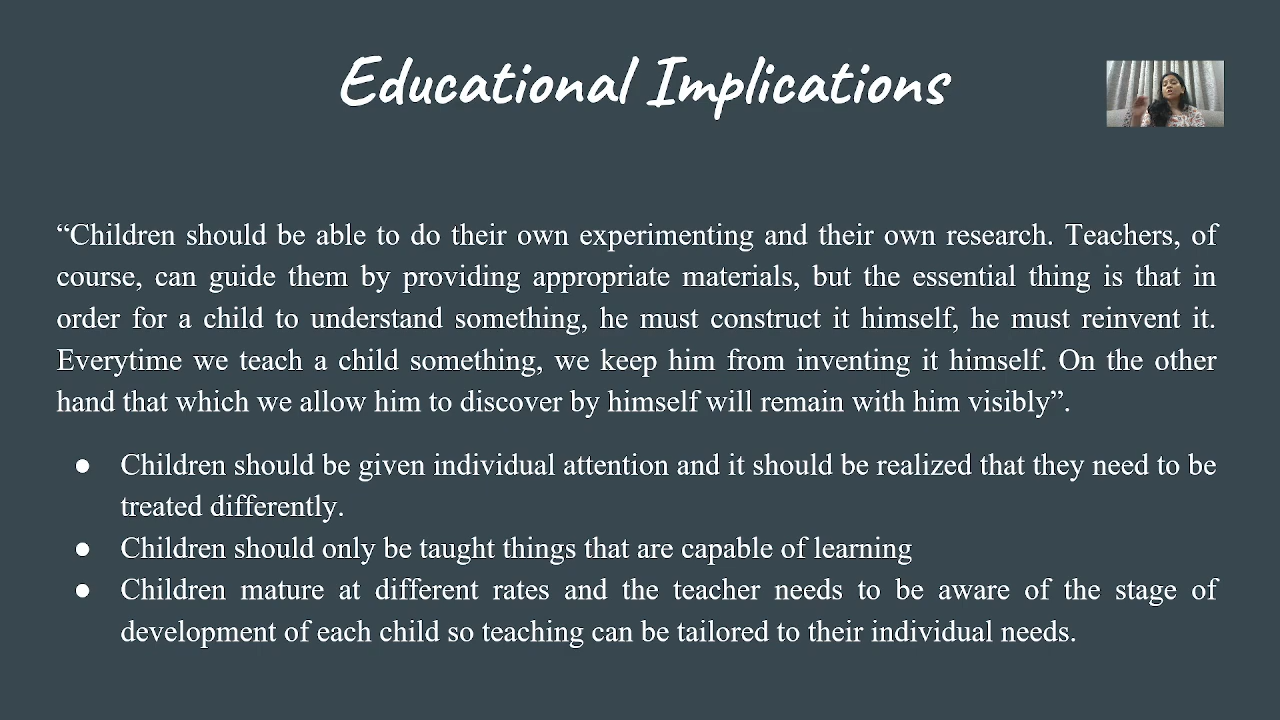 Educational Implications
“Children should be able to do their own experimenting and their own research. Teachers, of
course, can guide them by providing appropriate materials, but the essential thing is that in
order for a child to understand something, he must construct it himself, he must reinvent it.
Everytime we teach a child something, we keep him from inventing it himself. On the other
hand that which we allow him to discover by himself will remain with him visibly”.
● Children should be given individual attention and it should be realized that they need to be
treated differently.
● Children should only be taught things that are capable of learning
● Children mature at different rates and the teacher needs to be aware of the stage of
development of each child so teaching can be tailored to their individual needs.